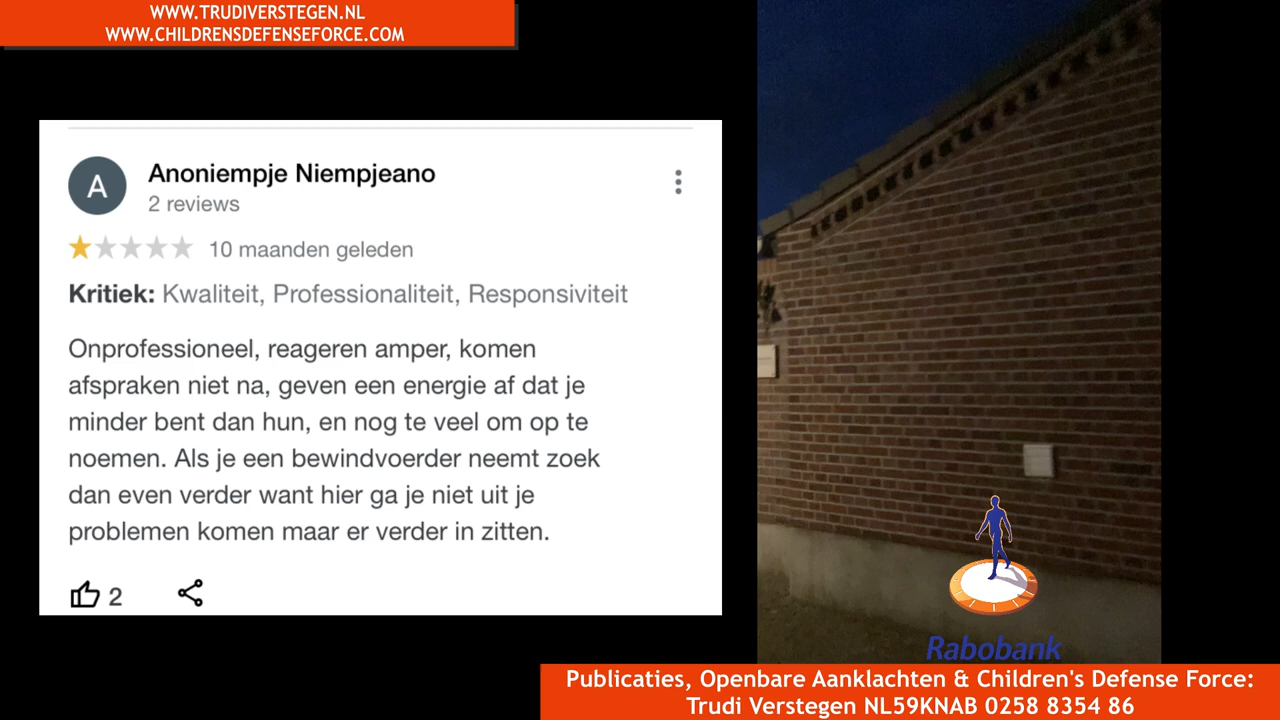 WWW.TRUDIVERSTEGEN.NL
WWW.CHILDRENSDEFENSEFORCE.COM
A
Anoniempje Niempjeano
2 reviews
10 maanden geleden
Kritiek: Kwaliteit, Professionaliteit, Responsiviteit
Onprofessioneel, reageren amper, komen
afspraken niet na, geven een energie af dat je
minder bent dan hun, en nog te veel om op te
noemen. Als je een bewindvoerder neemt zoek
dan even verder want hier ga je niet uit je
problemen komen maar er verder in zitten.
2
Rabobank
Publicaties, Openbare Aanklachten & Children's Defense Force:
Trudi Verstegen NL59KNAB 0258 8354 86